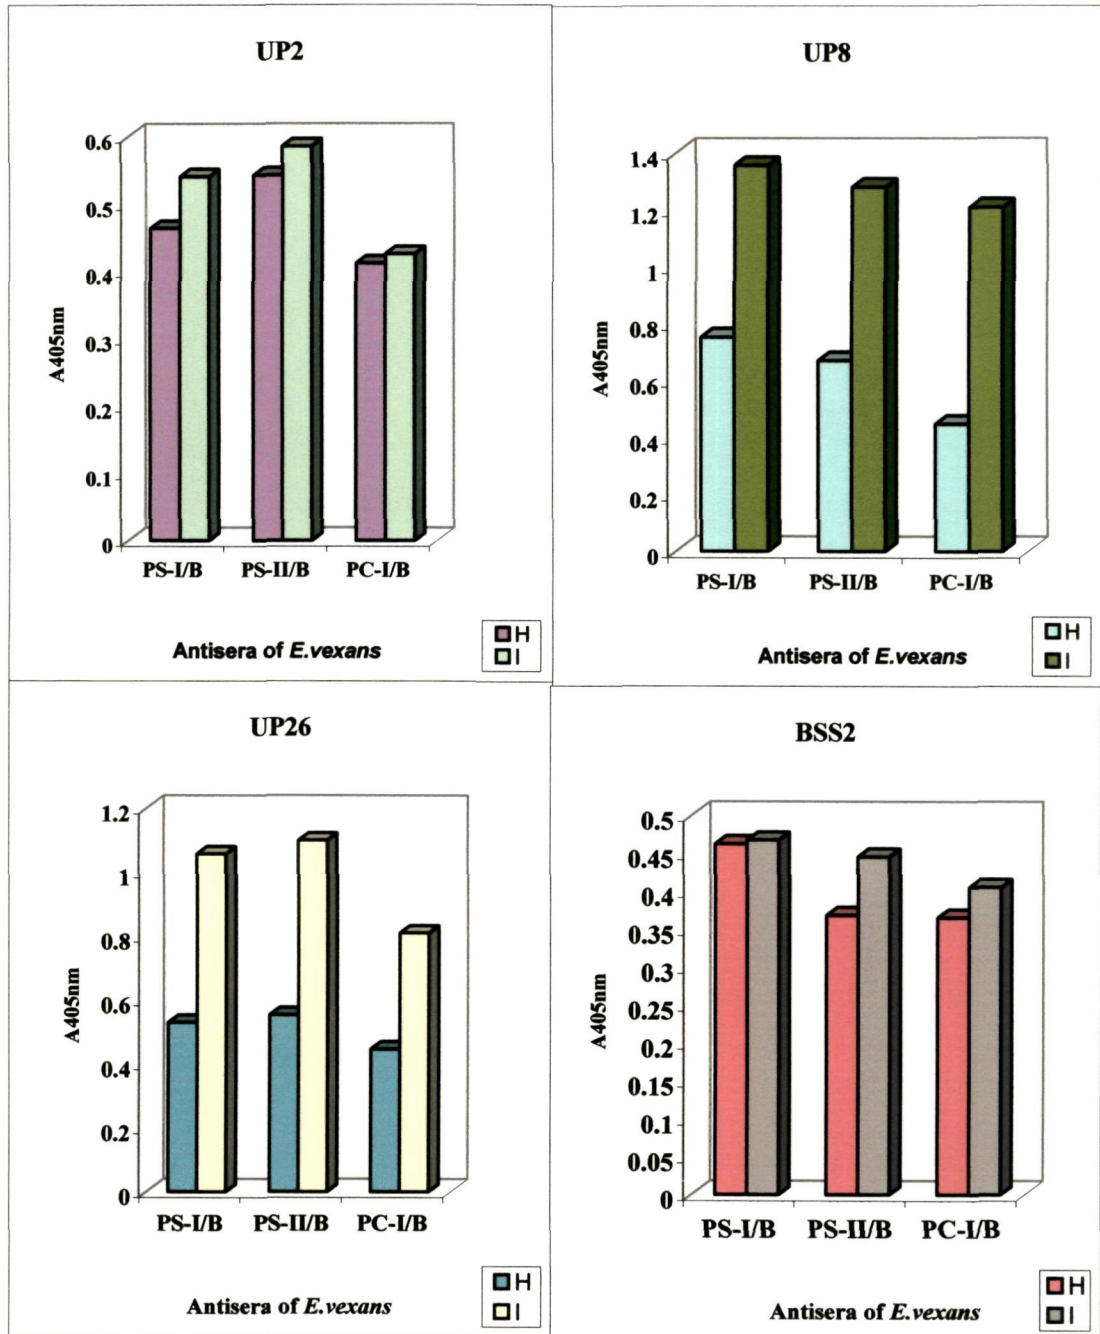 UP2
0.6
0.5
0.4
0.3
0.2
0.1
0
A405nm
PS-I/B PS-II/B PC-I/B
Antisera of E.vexans
H
I
UP8
1.4
1.2
1
0.8
0.6
0.4
0.2
0
A405nm
PS-I/B PS-II/B PC-I/B
Antisera of E.vexans
H
I
UP26
1.2
1
0.8
0.6
0.4
0.2
0
A405nm
PS-I/B PS-II/B PC-I/B
Antisera of E.vexans
H
I
BSS2
0.5
0.45
0.4
0.35
0.3
0.25
0.2
0.15
0.1
0.05
0
A405nm
PS-I/B PS-II/B PC-I/B
Antisera of E.vexans
H
I